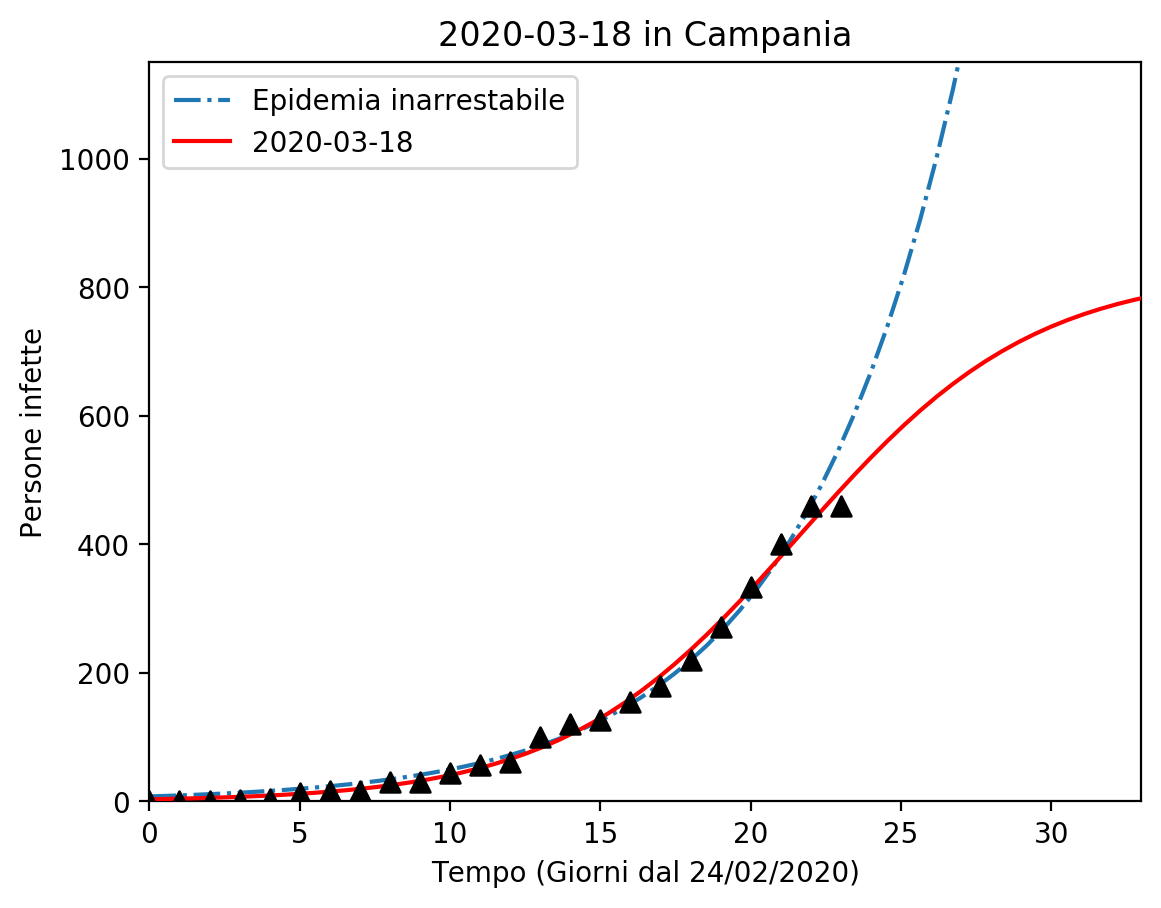 2020-03-18 in Campania
Epidemia inarrestabile
2020-03-18
1000
800
600
400
200
0
Persone infette
0 5 10 15 20 25 30
Tempo (Giorni dal 24/02/2020)